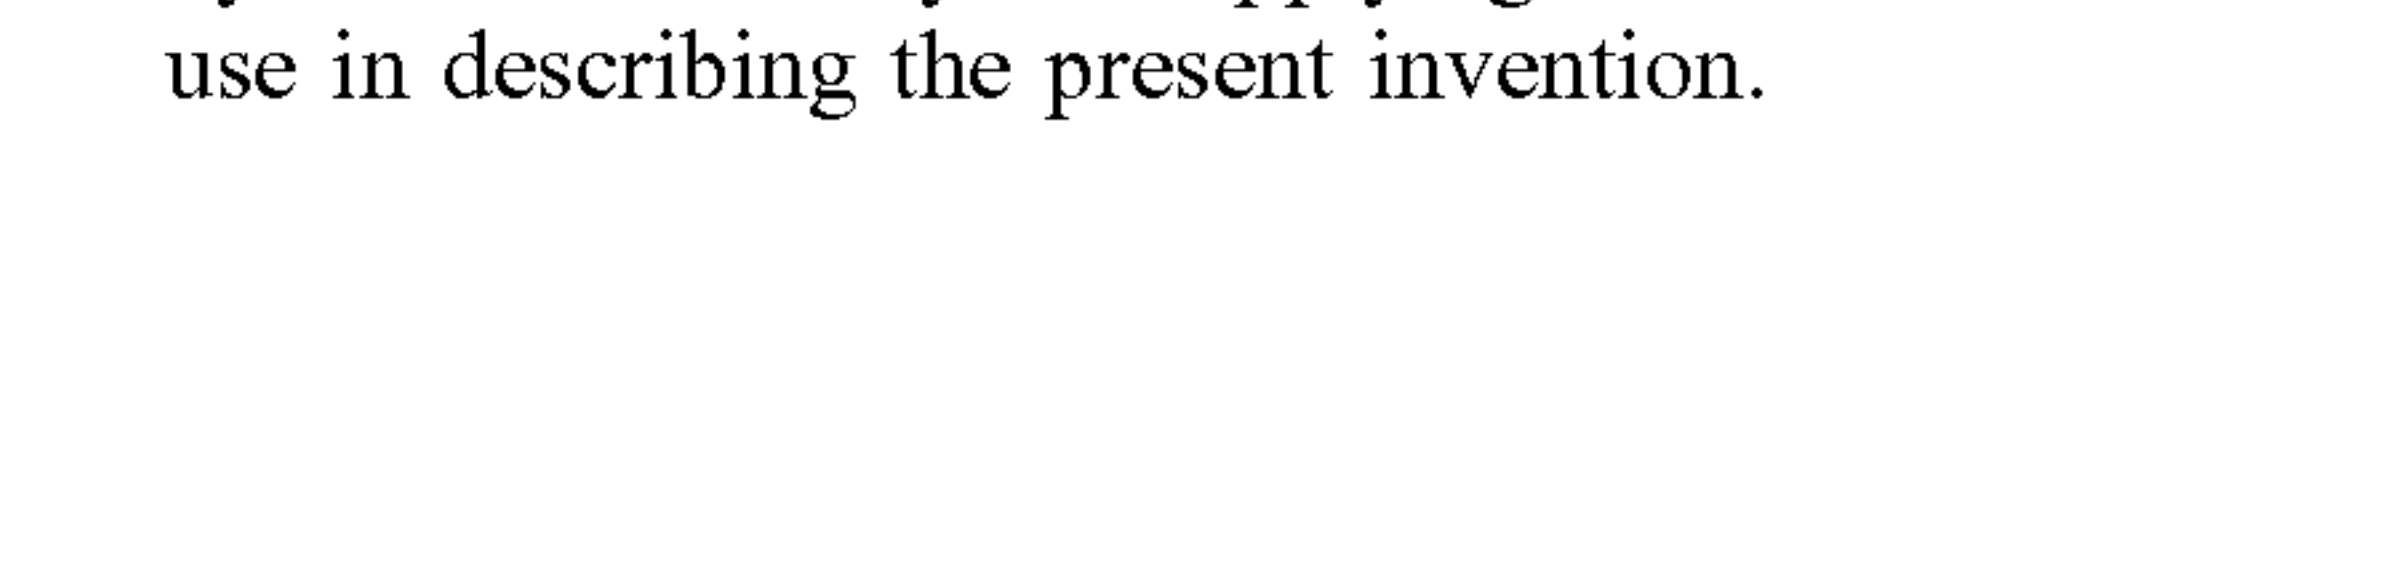 use in describing the present invention.